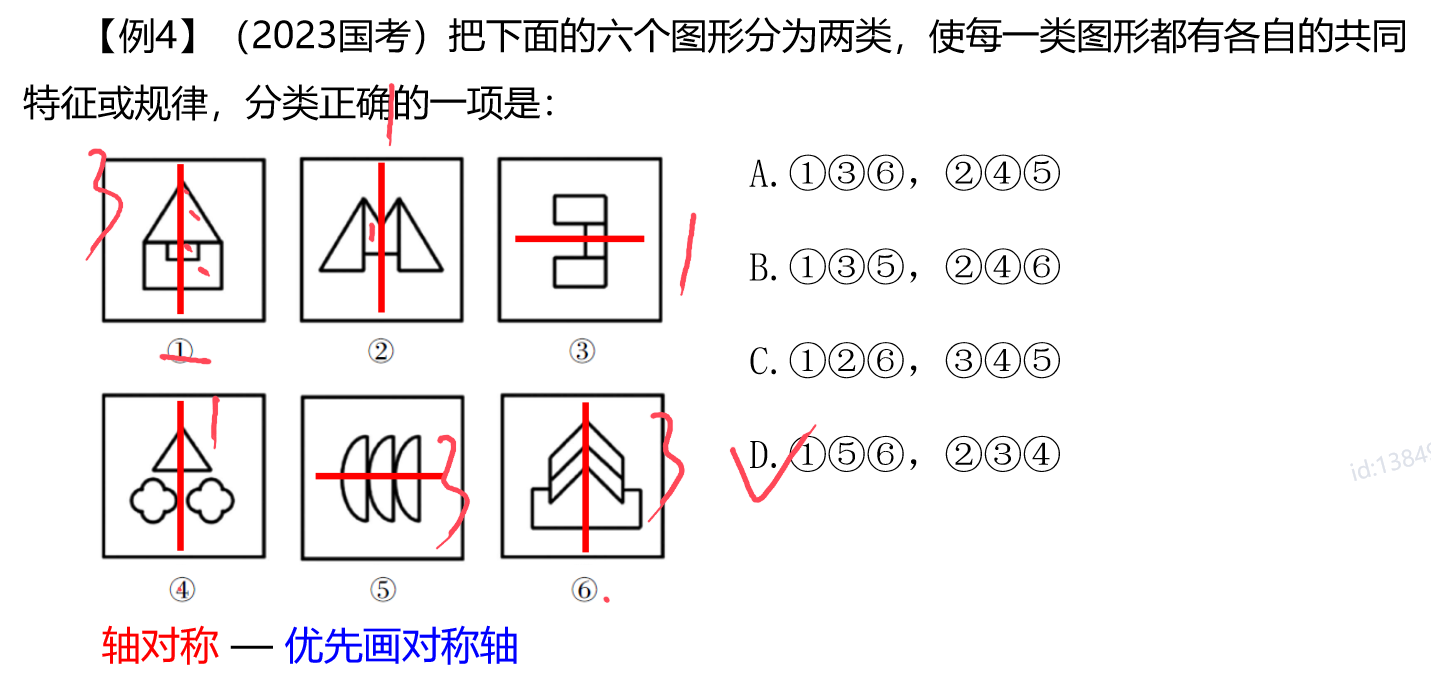 【例4】（2023国考）把下面的六个图形分为两类，使每一类图形都有各自的共同
特征或规律，分类正确的一项是：
A.①③⑥，②④⑤
B.①③⑤，②④⑥
C.①②⑥，③④⑤
D.①⑤⑥，②③④
3
1
1
① ② ③
1
3
3
④ ⑤ ⑥
轴对称 — 优先画对称轴
id:13849